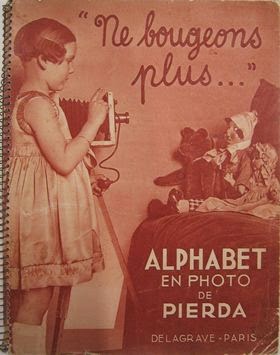 "Ne bougeons
plus..."
ALPHABET
EN PHOTO
DE
PIERDA
DELAGRAVE - PARIS